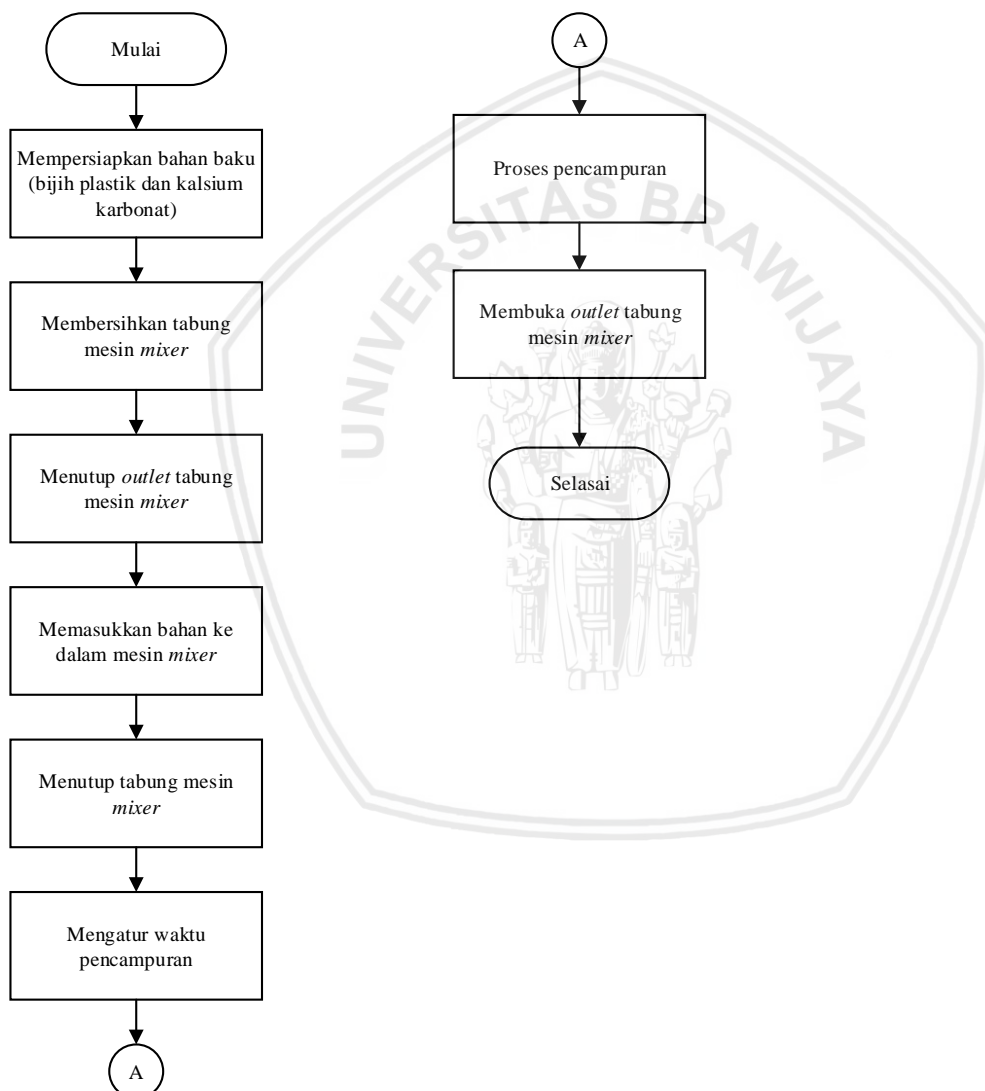 Mulai
Mempersiapkan bahan baku
(bijih plastik dan kalsium
karbonat)
Membersihkan tabung
mesin mixer
Menutup outlet tabung
mesin mixer
Memasukkan bahan ke
dalam mesin mixer
Menutup tabung mesin
mixer
Mengatur waktu
pencampuran
A
A
Proses pencampuran
Membuka outlet tabung
mesin mixer
Selasai
UNIVERSITAS BRAWIJAYA